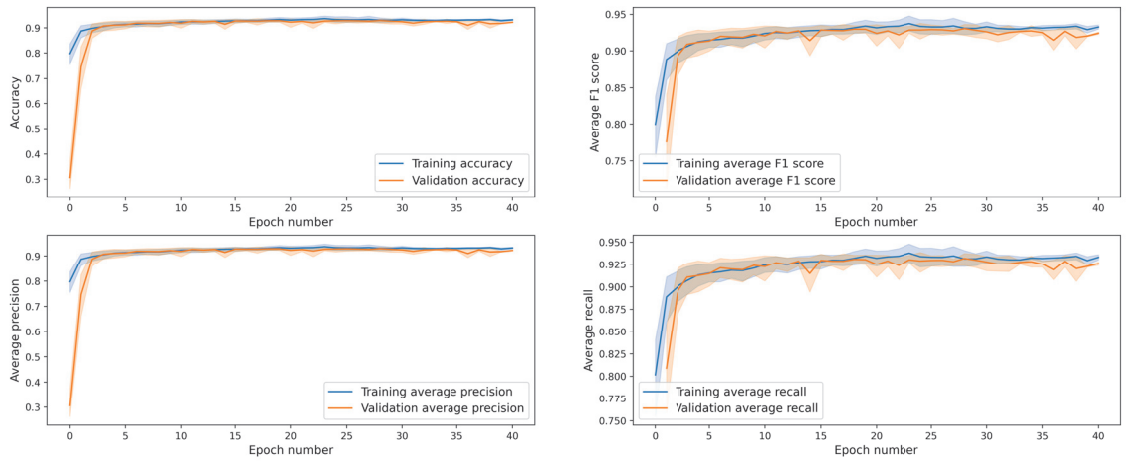 0.9
0.8
0.7
0.6
0.5
0.4
0.3
Accuracy
Training accuracy
Validation accuracy
0 5 10 15 20 25 30 35 40
Epoch number
0.95
0.90
0.85
0.80
0.75
Average F1 score
Training average F1 score
Validation average F1 score
0 5 10 15 20 25 30 35 40
Epoch number
0.9
0.8
0.7
0.6
0.5
0.4
0.3
Average precision
Training average precision
Validation average precision
0 5 10 15 20 25 30 35 40
Epoch number
0.950
0.925
0.900
0.875
0.850
0.825
0.800
0.775
0.750
Average recall
Training average recall
Validation average recall
0 5 10 15 20 25 30 35 40
Epoch number